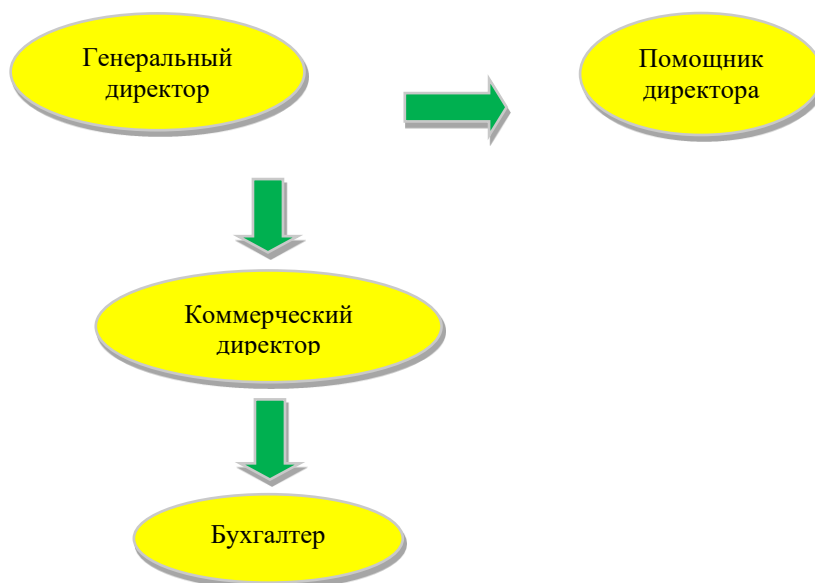 Генеральный
директор
Помощник
директора
Коммерческий
директор
Бухгалтер